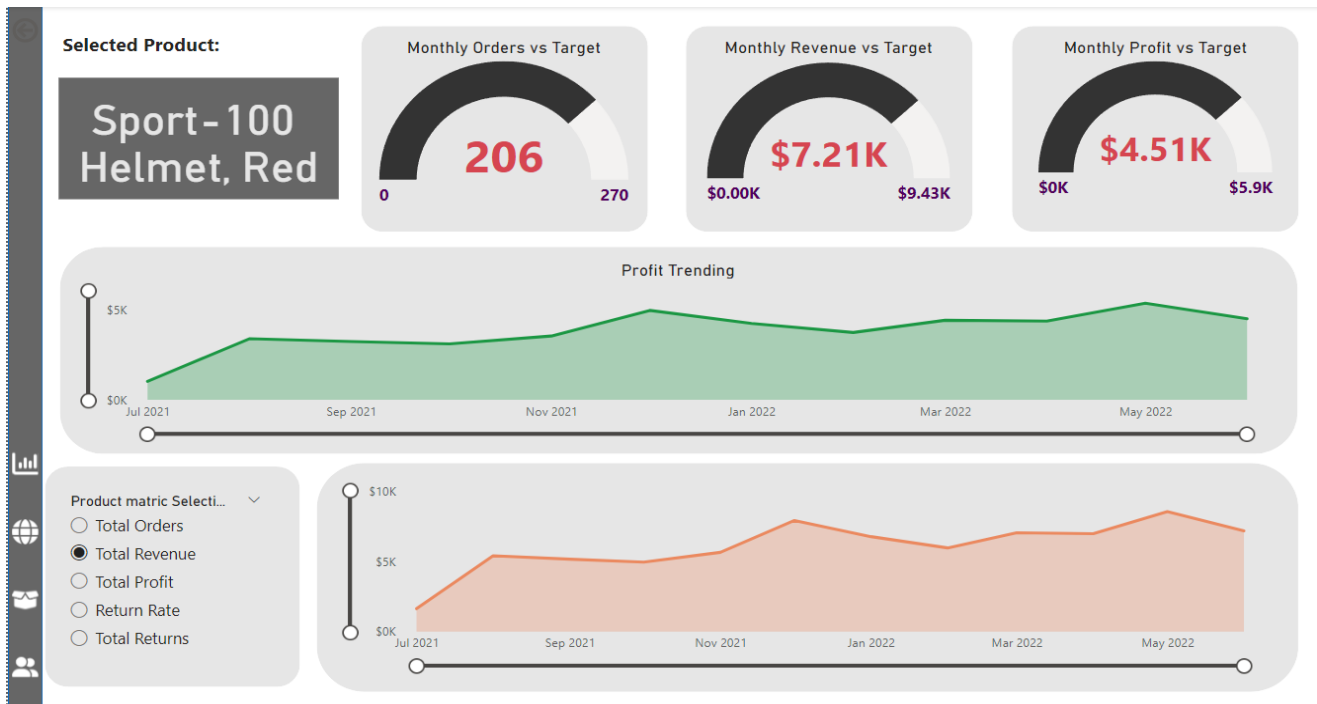 Selected Product:
Sport-100
Helmet, Red
Monthly Orders vs Target
206
0
270
Monthly Revenue vs Target
$7.21K
$0.00K
$9.43K
Monthly Profit vs Target
$4.51K
$0K
$5.9K
Profit Trending
$5K
$0K
Jul 2021
Sep 2021
Nov 2021
Jan 2022
Mar 2022
May 2022
Product matric Selecti...
Total Orders
Total Revenue
Total Profit
Return Rate
Total Returns
$10K
$5K
$0K
Jul 2021
Sep 2021
Nov 2021
Jan 2022
Mar 2022
May 2022